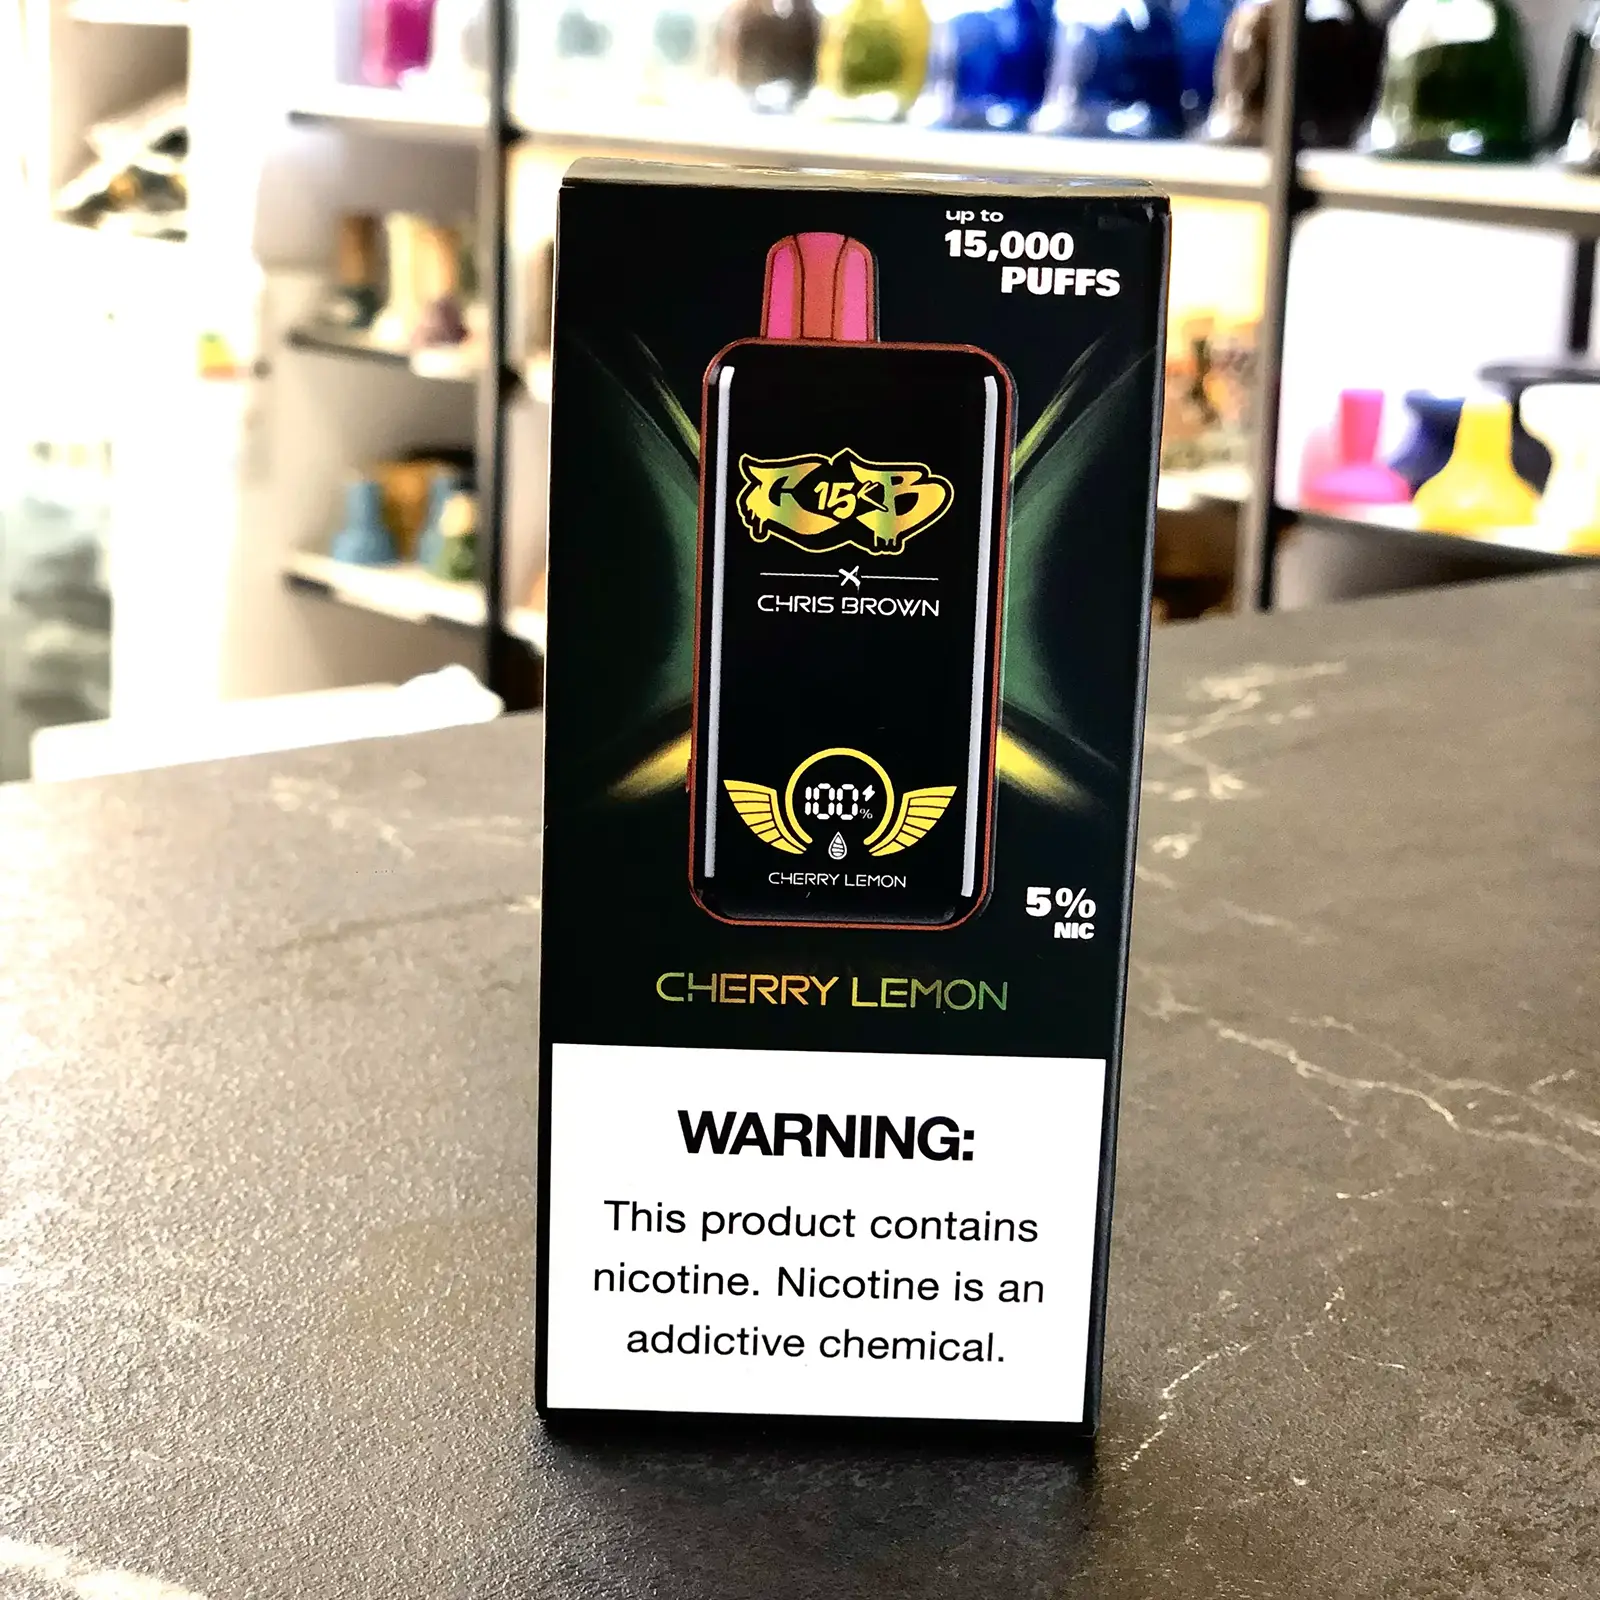 up to
15,000
PUFFS
C 15K B
X
CHRIS BROWN
100%
CHERRY LEMON
5%
NIC
CHERRY LEMON
WARNING:
This product contains
nicotine. Nicotine is an
addictive chemical.